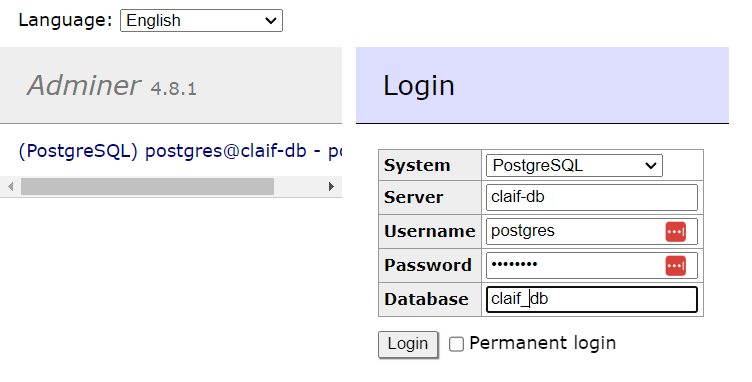 Language: English
Adminer 4.8.1
(PostgreSQL) postgres@claif-db - po
Login
System PostgreSQL
Server claif-db
Username postgres
Password ••••••••
Database claif_db
Login Permanent login